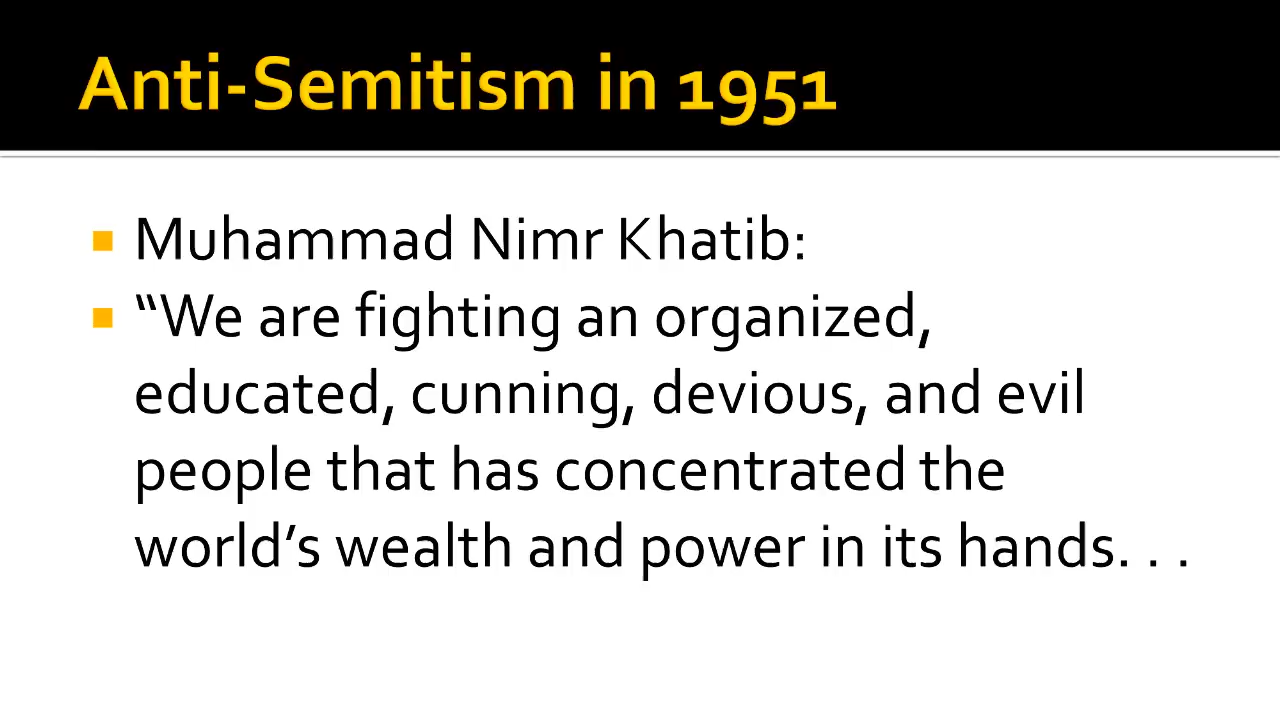 Anti-Semitism in 1951
Muhammad Nimr Khatib:
“We are fighting an organized,
educated, cunning, devious, and evil
people that has concentrated the
world’s wealth and power in its hands. . .